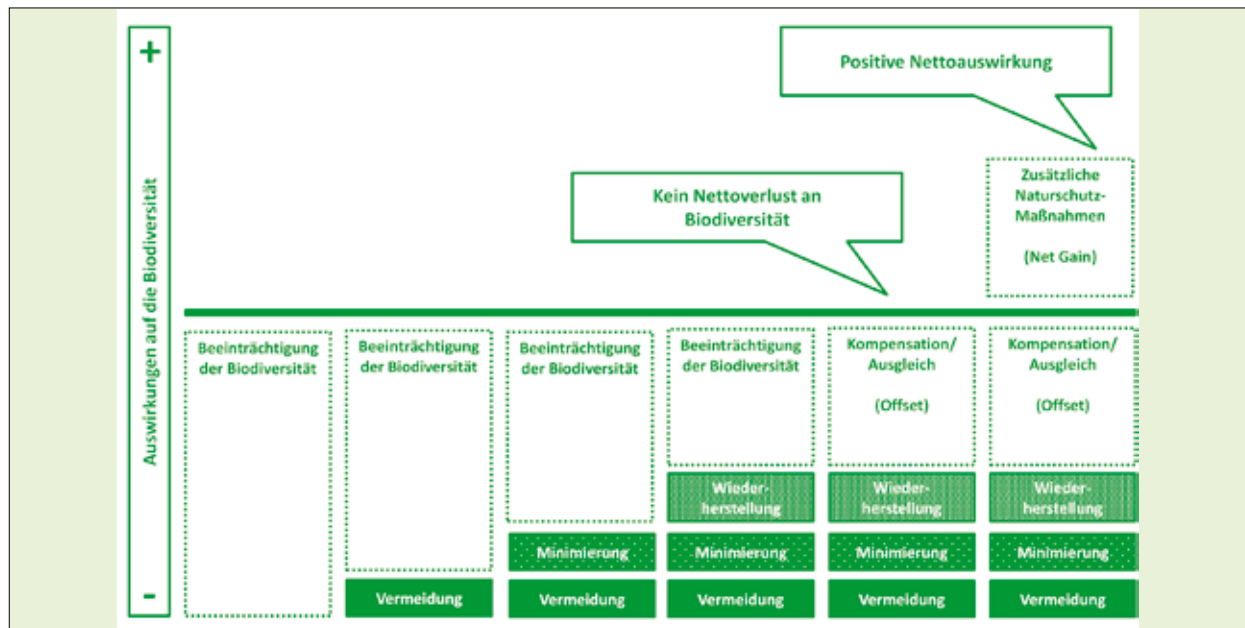 +
Auswirkungen auf die Biodiversität
-
Positive Nettoauswirkung
Kein Nettoverlust an
Biodiversität
Zusätzliche
Naturschutz-
Maßnahmen
(Net Gain)
Beeinträchtigung
der Biodiversität
Beeinträchtigung
der Biodiversität
Vermeidung
Beeinträchtigung
der Biodiversität
Minimierung
Vermeidung
Beeinträchtigung
der Biodiversität
Wieder-
herstellung
Minimierung
Vermeidung
Kompensation/
Ausgleich
(Offset)
Wieder-
herstellung
Minimierung
Vermeidung
Kompensation/
Ausgleich
(Offset)
Wieder-
herstellung
Minimierung
Vermeidung